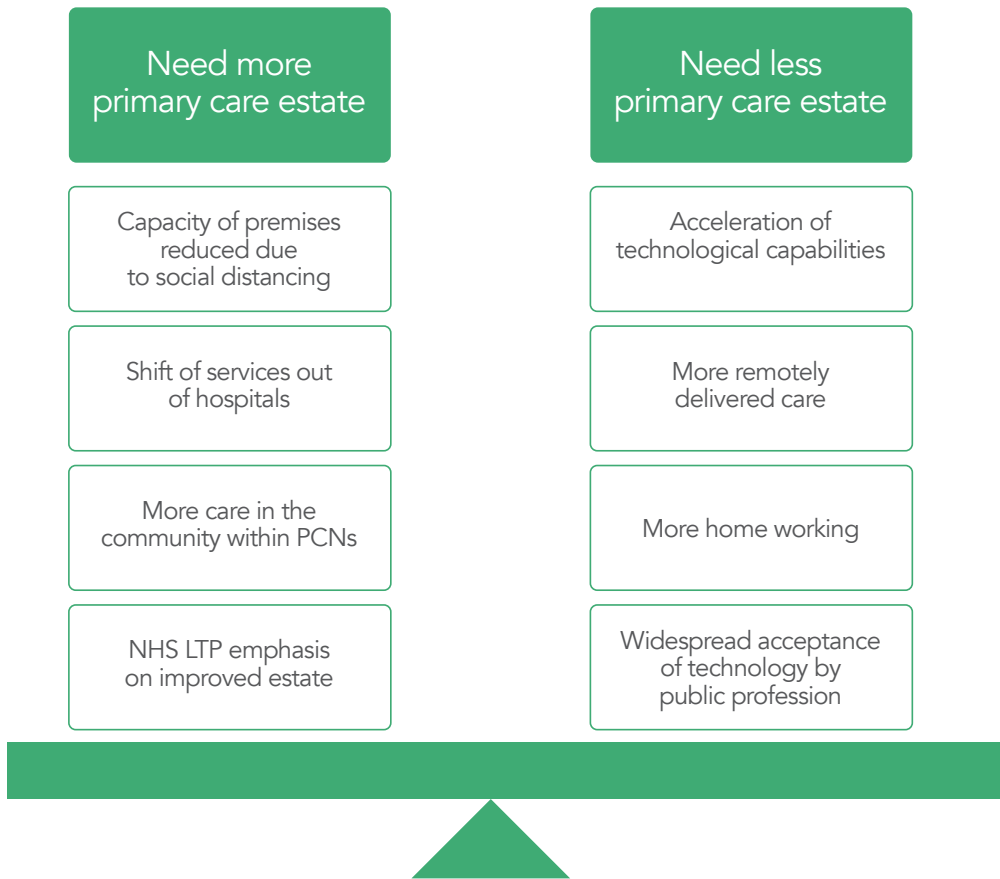 Need more
primary care estate
Capacity of premises
reduced due
to social distancing
Shift of services out
of hospitals
More care in the
community within PCNs
NHS LTP emphasis
on improved estate
Need less
primary care estate
Acceleration of
technological capabilities
More remotely
delivered care
More home working
Widespread acceptance
of technology by
public profession